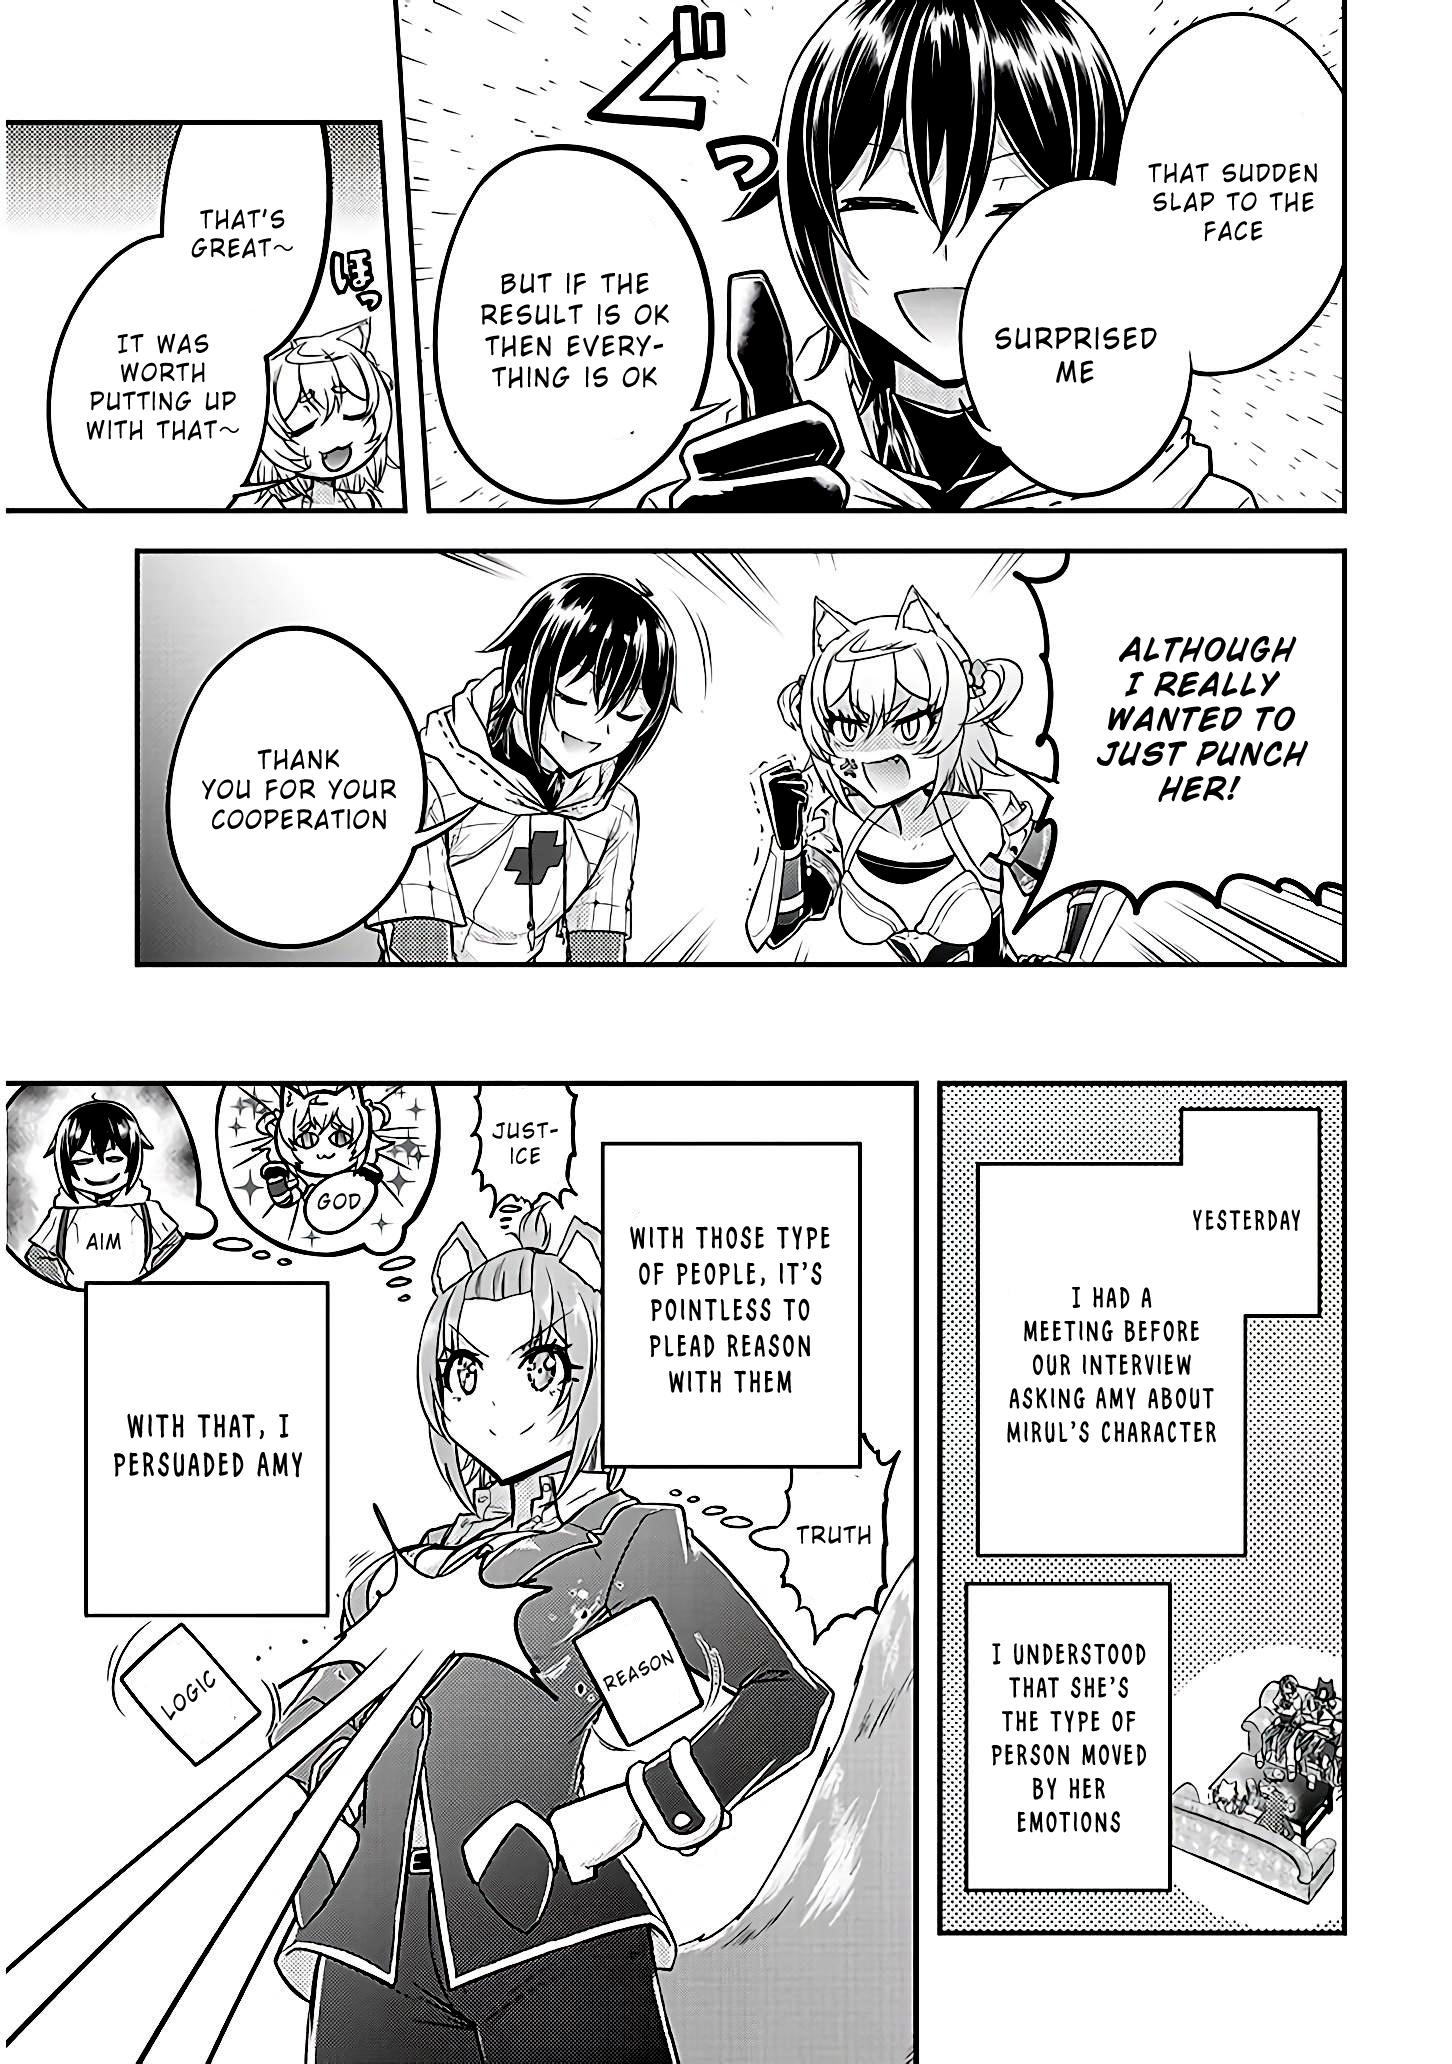 THAT SUDDEN
SLAP TO THE
FACE
SURPRISED
ME
グッ
BUT IF THE
RESULT IS OK
THEN EVERY-
THING IS OK
THAT'S
GREAT~
ほっ
IT WAS
WORTH
PUTTING UP
WITH THAT~
ALTHOUGH
I REALLY
WANTED TO
JUST PUNCH
HER!
THANK
YOU FOR YOUR
COOPERATION
YESTERDAY
I HAD A
MEETING BEFORE
OUR INTERVIEW
ASKING AMY ABOUT
MIRUL'S CHARACTER
I UNDERSTOOD
THAT SHE'S
THE TYPE OF
PERSON MOVED
BY HER
EMOTIONS
WITH THOSE TYPE
OF PEOPLE, IT'S
POINTLESS TO
PLEAD REASON
WITH THEM
JUST-
ICE
GOD
AIM
TRUTH
REASON
LOGIC
WITH THAT, I
PERSUADED AMY